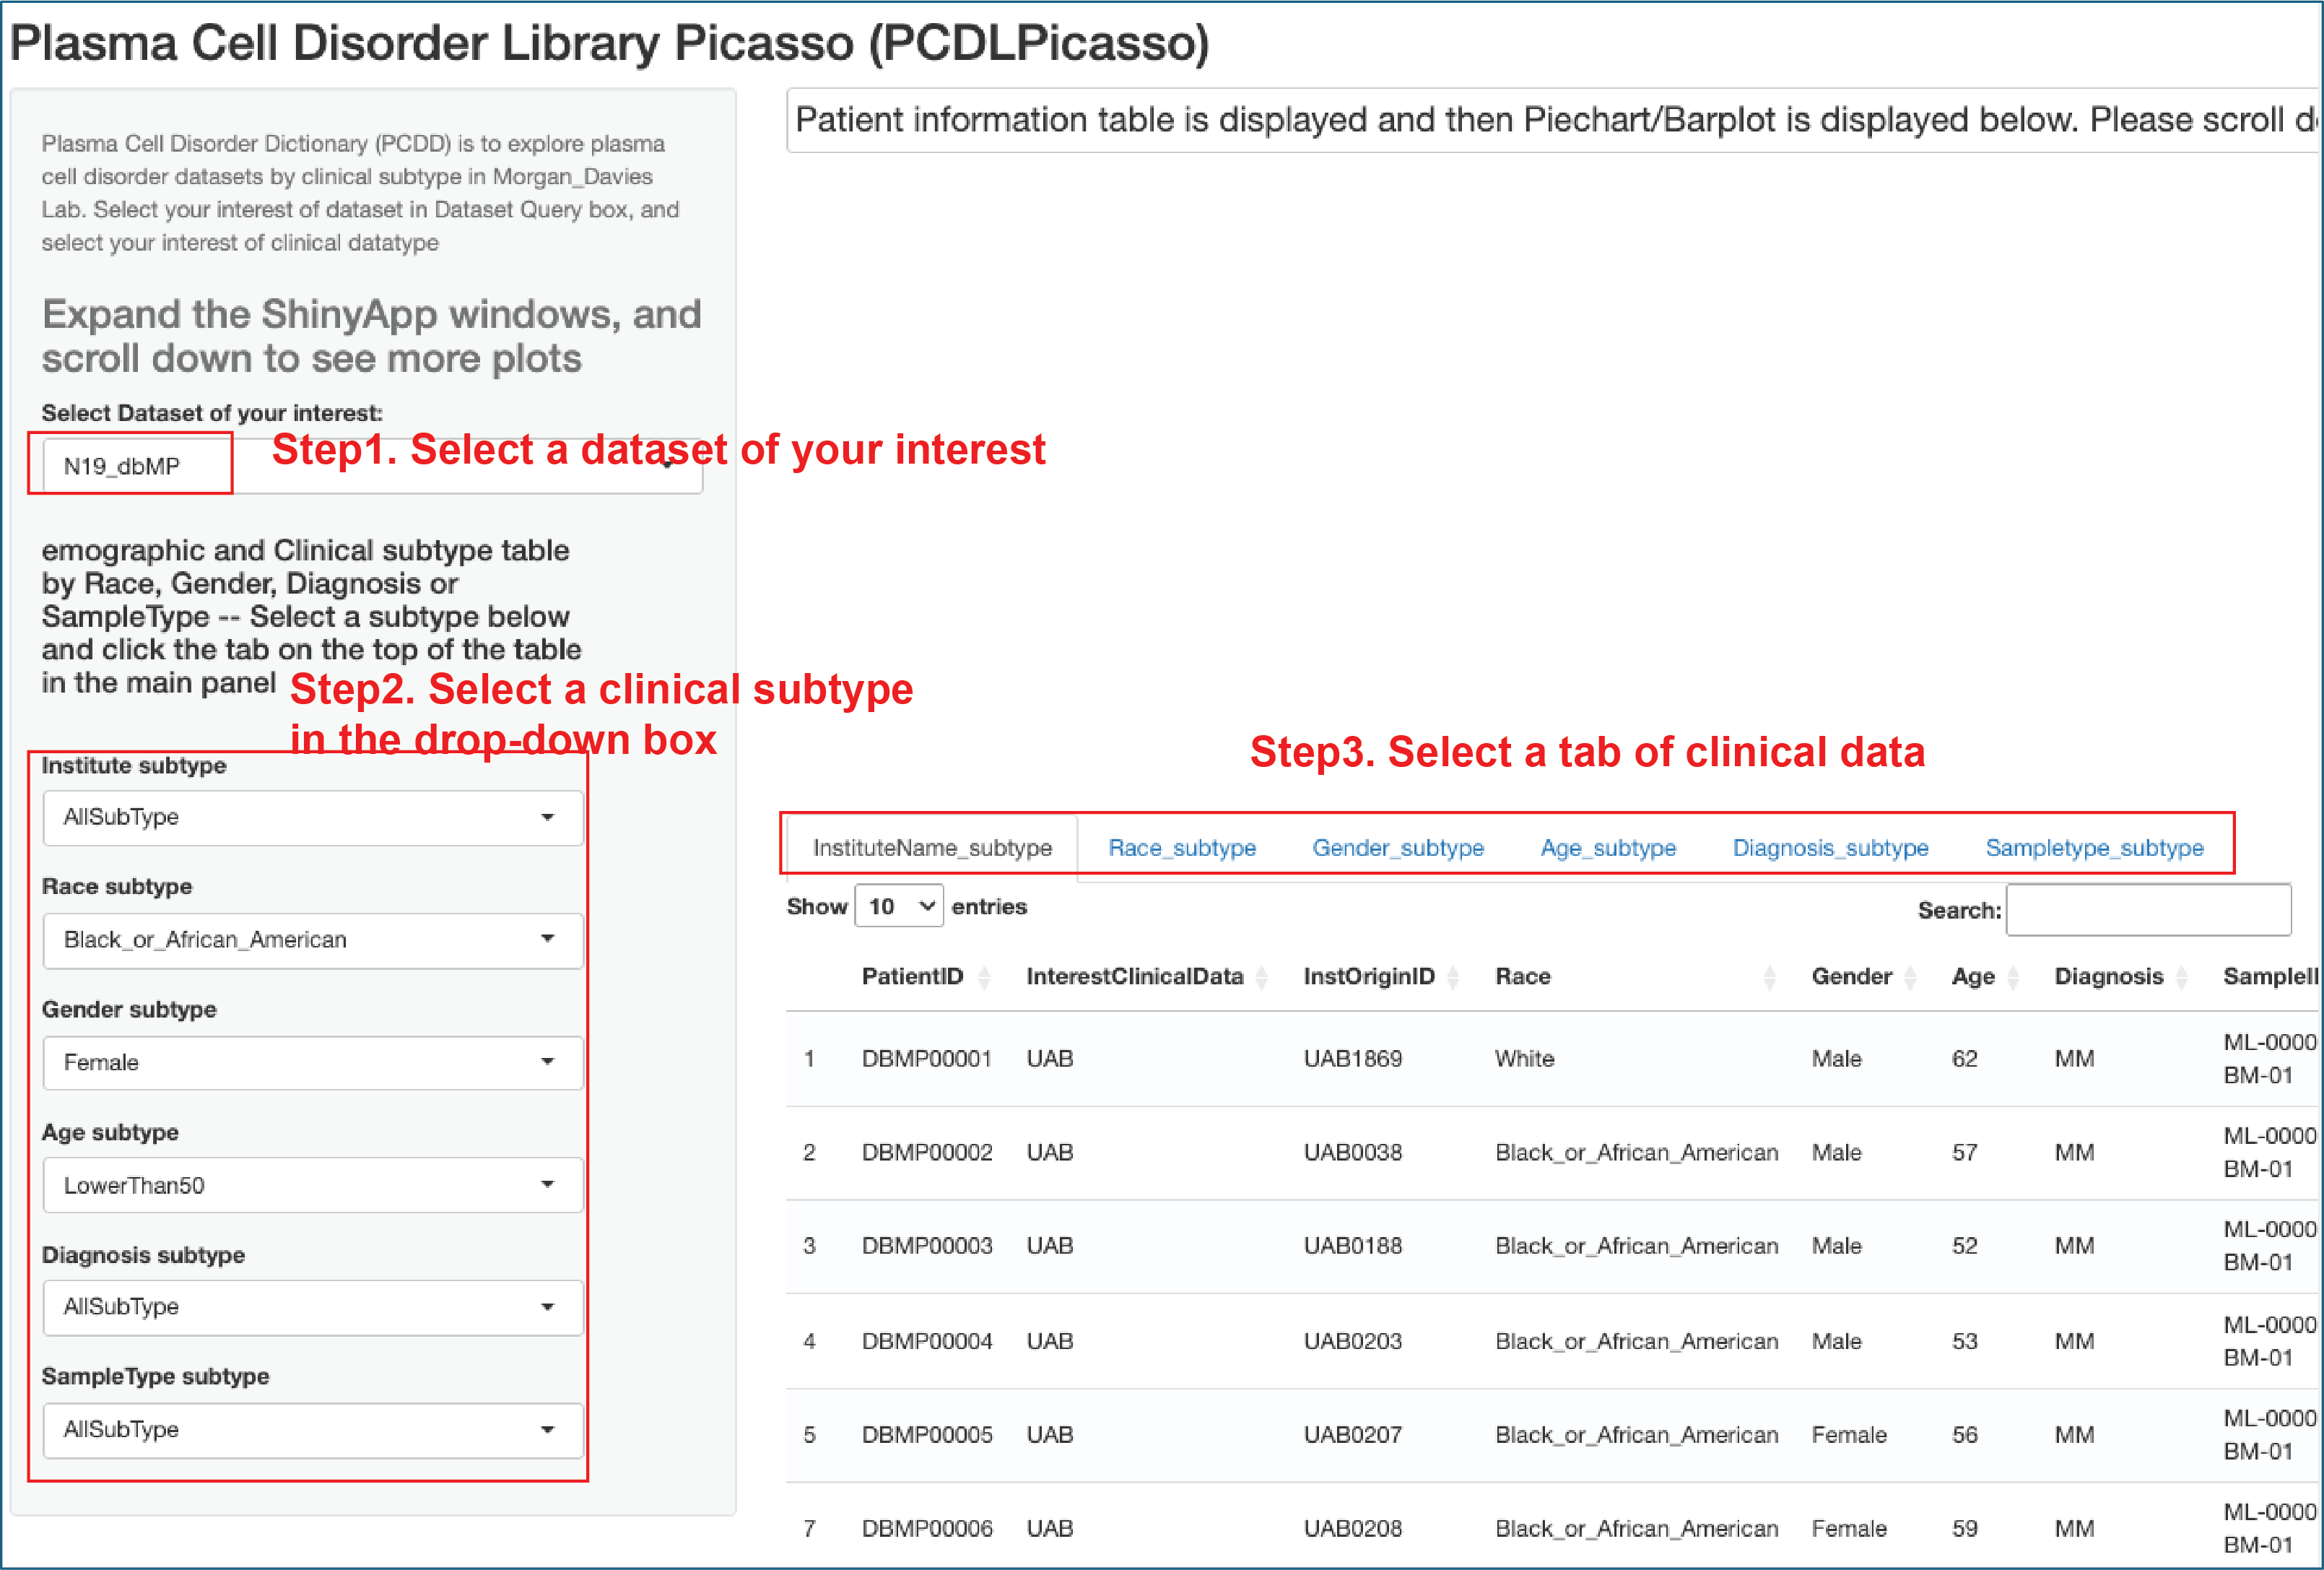 Plasma Cell Disorder Library Picasso (PCDLPicasso)
Plasma Cell Disorder Dictionary (PCDD) is to explore plasma
cell disorder datasets by clinical subtype in Morgan_Davies
Lab. Select your interest of dataset in Dataset Query box, and
select your interest of clinical datatype
Expand the ShinyApp windows, and
scroll down to see more plots
Select Dataset of your interest:
N19_dbMP
Step1. Select a dataset of your interest
emographic and Clinical subtype table
by Race, Gender, Diagnosis or
SampleType -- Select a subtype below
and click the tab on the top of the table
in the main panel
Step2. Select a clinical subtype
in the drop-down box
Institute subtype
AllSubType
Race subtype
Black_or_African_American
Gender subtype
Female
Age subtype
LowerThan50
Diagnosis subtype
AllSubType
SampleType subtype
AllSubType
Patient information table is displayed and then Piechart/Barplot is displayed below. Please scroll d
Step3. Select a tab of clinical data
InstituteName_subtype Race_subtype Gender_subtype Age_subtype Diagnosis_subtype Sampletype_subtype
Show 10 entries Search:
PatientID InterestClinicalData InstOriginID Race Gender Age Diagnosis SampleI
1 DBMP00001 UAB UAB1869 White Male 62 MM ML-0000
BM-01
2 DBMP00002 UAB UAB0038 Black_or_African_American Male 57 MM ML-0000
BM-01
3 DBMP00003 UAB UAB0188 Black_or_African_American Male 52 MM ML-0000
BM-01
4 DBMP00004 UAB UAB0203 Black_or_African_American Male 53 MM ML-0000
BM-01
5 DBMP00005 UAB UAB0207 Black_or_African_American Female 56 MM ML-0000
BM-01
7 DBMP00006 UAB UAB0208 Black_or_African_American Female 59 MM ML-0000
BM-01